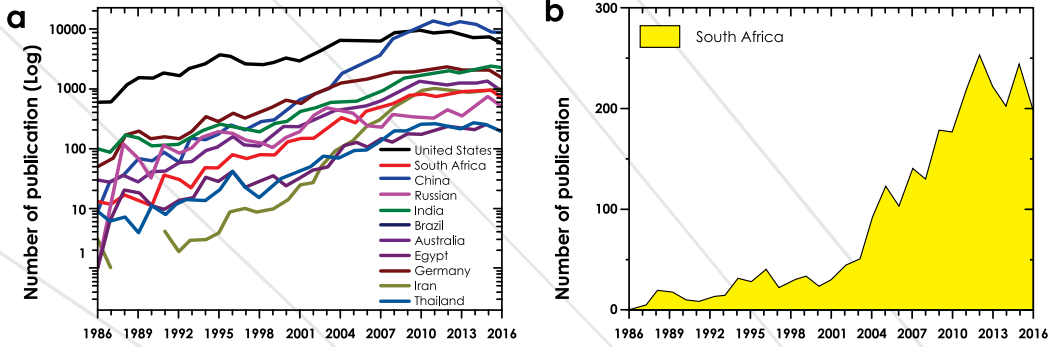 a
Number of publication (Log)
10000
1000
100
10
1
United States
South Africa
China
Russian
India
Brazil
Australia
Egypt
Germany
Iran
Thailand
1986 1989 1992 1995 1998 2001 2004 2007 2010 2013 2016
b
Number of publication
300
200
100
0
South Africa
1986 1989 1992 1995 1998 2001 2004 2007 2010 2013 2016